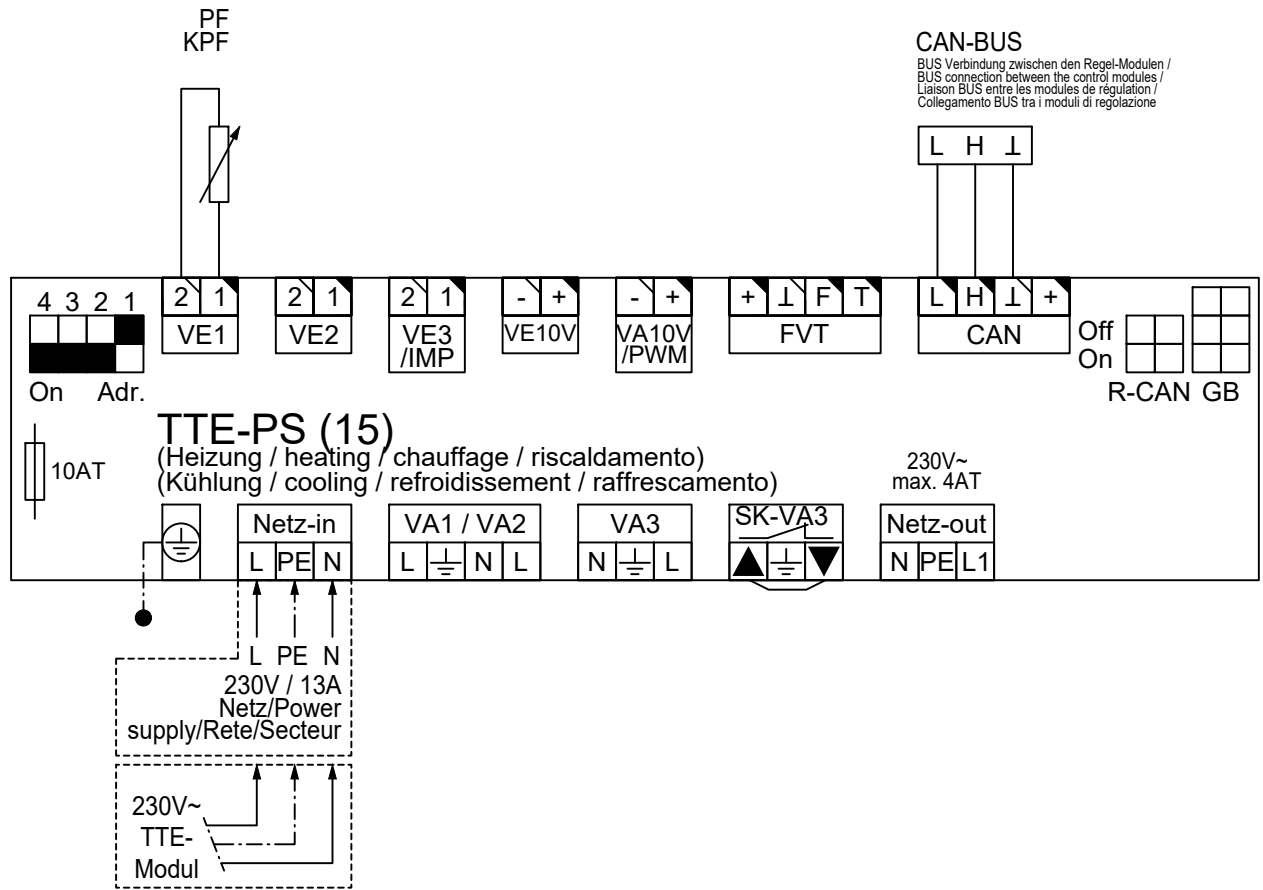 PF
KPF
CAN-BUS
BUS Verbindung zwischen den Regel-Modulen /
BUS connection between the control modules /
Liaison BUS entre les modules de régulation /
Collegamento BUS tra i moduli di regolazione
L H ⊥
4 3 2 1
2 1
2 1
2 1
- +
- +
+ ⊥ F T
L H ⊥ +
VE1
VE2
VE3
/IMP
VE10V
VA10V
/PWM
FVT
CAN
Off
On
On Adr.
R-CAN GB
TTE-PS (15)
(Heizung / heating / chauffage / riscaldamento)
(Kühlung / cooling / refroidissement / raffrescamento)
10AT
230V~
max. 4AT
Netz-in
VA1 / VA2
VA3
SK-VA3
Netz-out
L PE N
L N L
N L
N PE L1
L PE N
230V / 13A
Netz/Power
supply/Rete/Secteur
230V~
TTE-
Modul